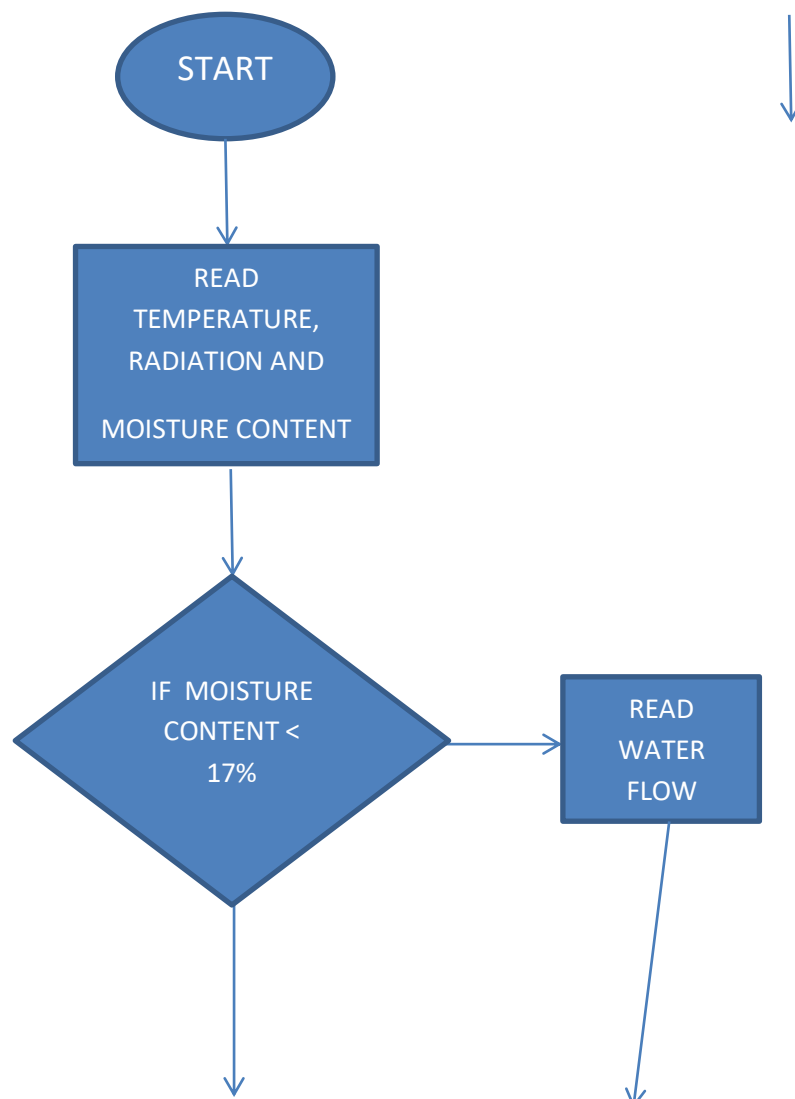 START
READ
TEMPERATURE,
RADIATION AND
MOISTURE CONTENT
IF  MOISTURE
CONTENT <
17%
READ
WATER
FLOW